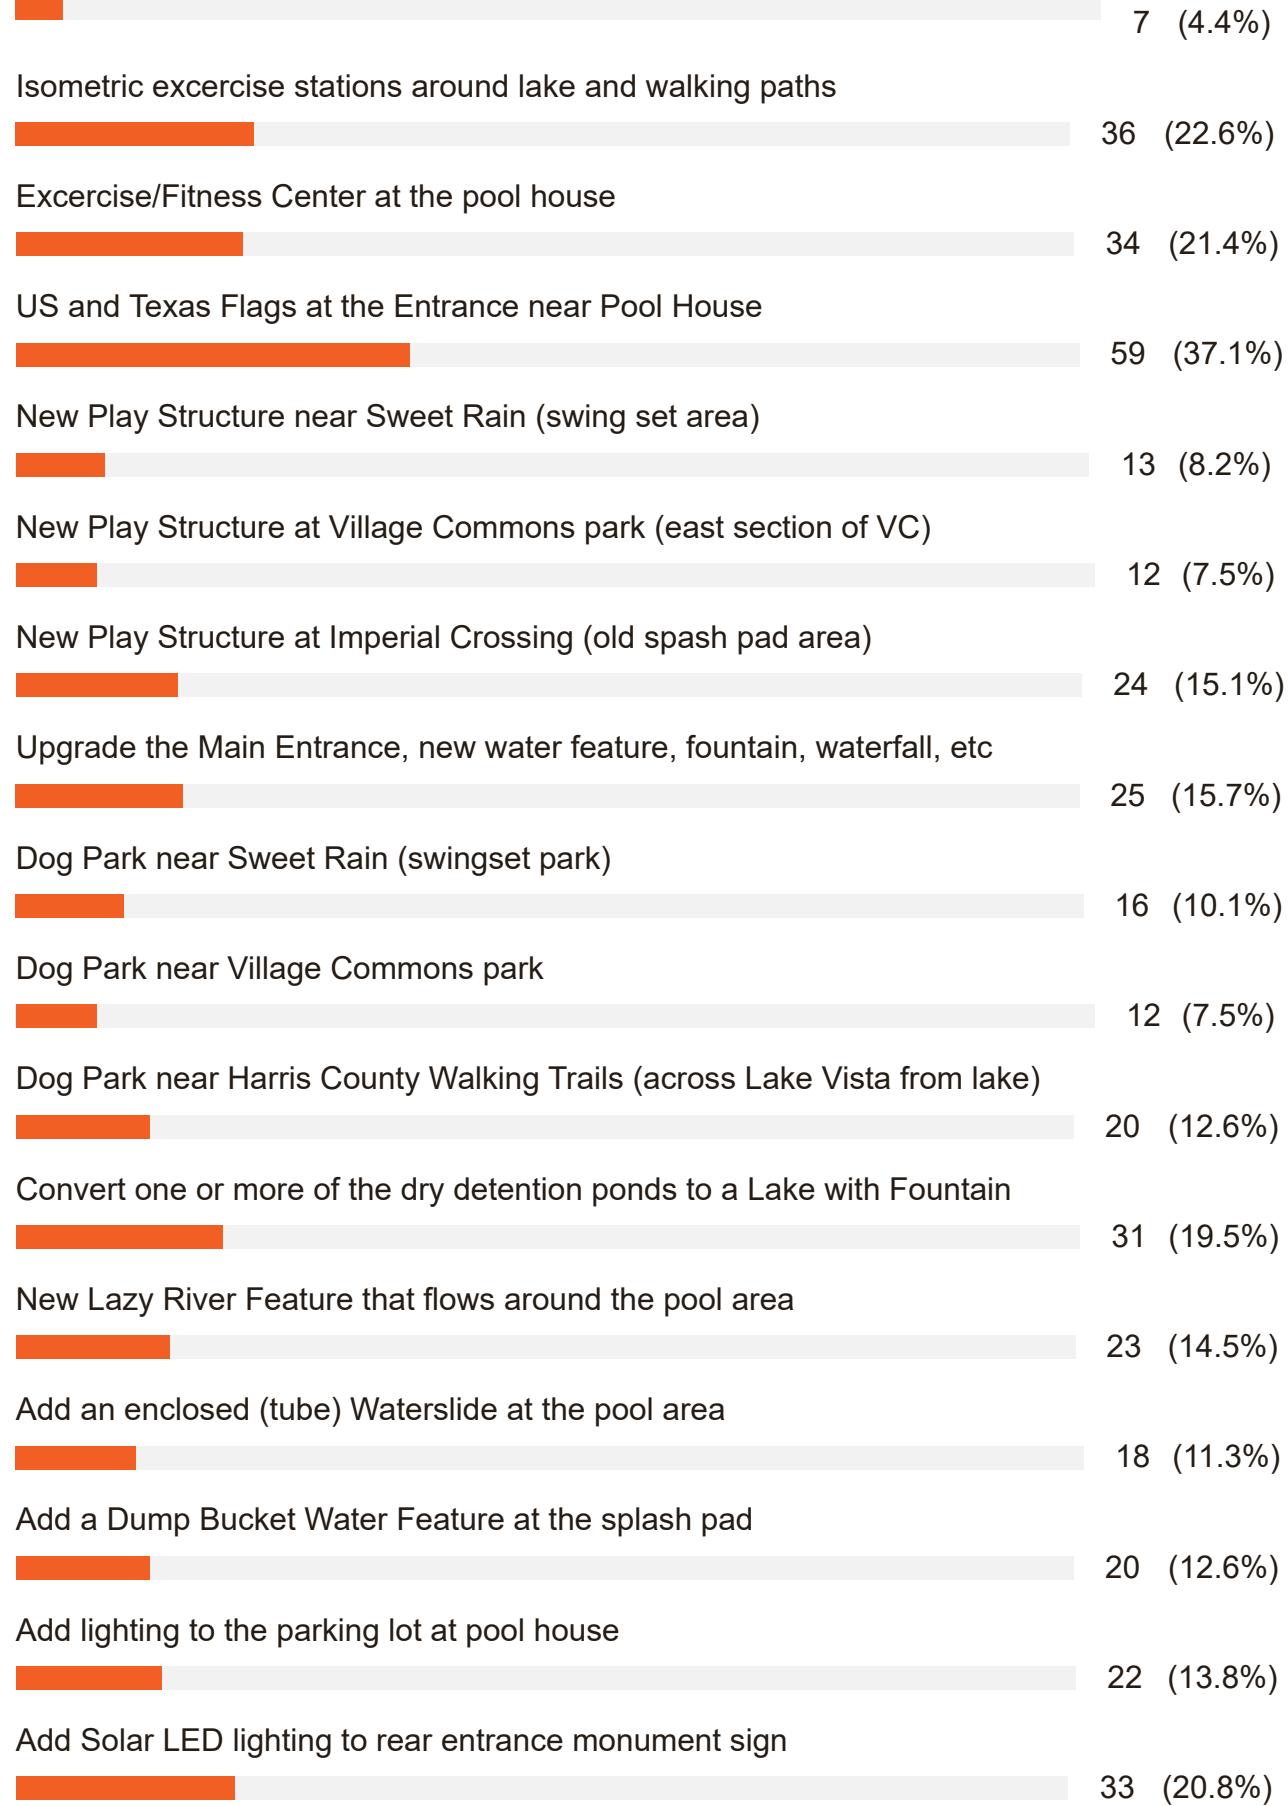 7 (4.4%)
Isometric excercise stations around lake and walking paths
36 (22.6%)
Excercise/Fitness Center at the pool house
34 (21.4%)
US and Texas Flags at the Entrance near Pool House
59 (37.1%)
New Play Structure near Sweet Rain (swing set area)
13 (8.2%)
New Play Structure at Village Commons park (east section of VC)
12 (7.5%)
New Play Structure at Imperial Crossing (old spash pad area)
24 (15.1%)
Upgrade the Main Entrance, new water feature, fountain, waterfall, etc
25 (15.7%)
Dog Park near Sweet Rain (swingset park)
16 (10.1%)
Dog Park near Village Commons park
12 (7.5%)
Dog Park near Harris County Walking Trails (across Lake Vista from lake)
20 (12.6%)
Convert one or more of the dry detention ponds to a Lake with Fountain
31 (19.5%)
New Lazy River Feature that flows around the pool area
23 (14.5%)
Add an enclosed (tube) Waterslide at the pool area
18 (11.3%)
Add a Dump Bucket Water Feature at the splash pad
20 (12.6%)
Add lighting to the parking lot at pool house
22 (13.8%)
Add Solar LED lighting to rear entrance monument sign
33 (20.8%)